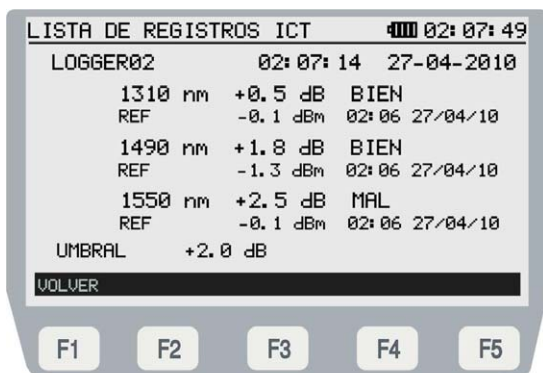 LISTA DE REGISTROS ICT 02:07:49
LOGGER02 02:07:14 27-04-2010
1310 nm +0.5 dB BIEN
REF -0.1 dBm 02:06 27/04/10
1490 nm +1.8 dB BIEN
REF -1.3 dBm 02:06 27/04/10
1550 nm +2.5 dB MAL
REF -0.1 dBm 02:06 27/04/10
UMBRAL +2.0 dB
VOLVER
F1 F2 F3 F4 F5